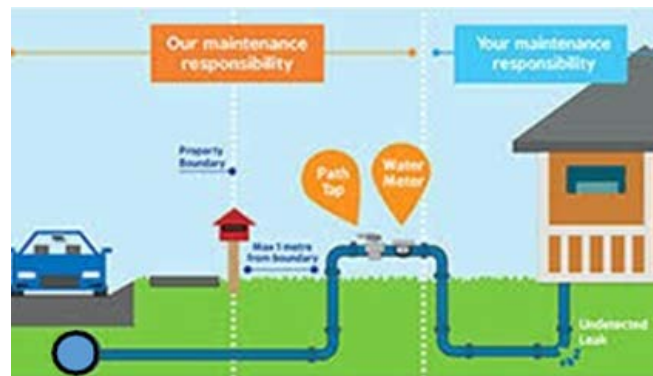 Our maintenance
responsibility
Your maintenance
responsibility
Property
Boundary
Path
Tap
Water
Meter
Max 1 metre
from boundary
Undetected
Leak